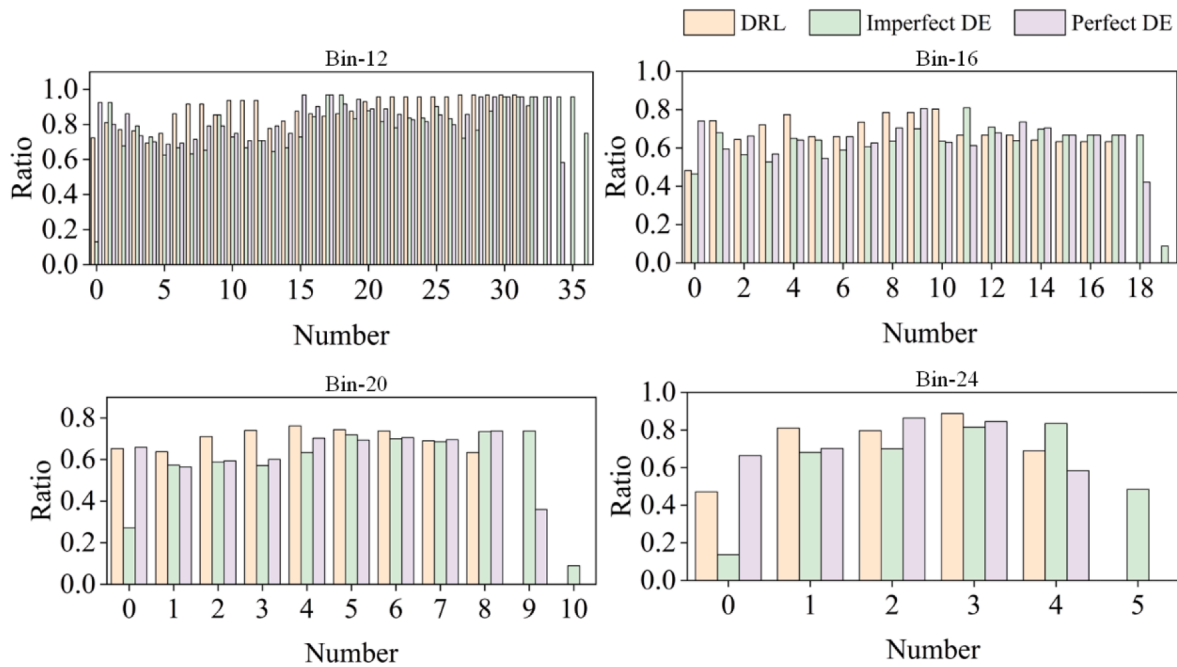 DRL Imperfect DE Perfect DE
Bin-12
Ratio
1.0
0.8
0.6
0.4
0.2
0.0
0 5 10 15 20 25 30 35
Number
Bin-16
Ratio
1.0
0.8
0.6
0.4
0.2
0.0
0 2 4 6 8 10 12 14 16 18
Number
Bin-20
Ratio
0.8
0.6
0.4
0.2
0.0
0 1 2 3 4 5 6 7 8 9 10
Number
Bin-24
Ratio
1.0
0.8
0.6
0.4
0.2
0.0
0 1 2 3 4 5
Number